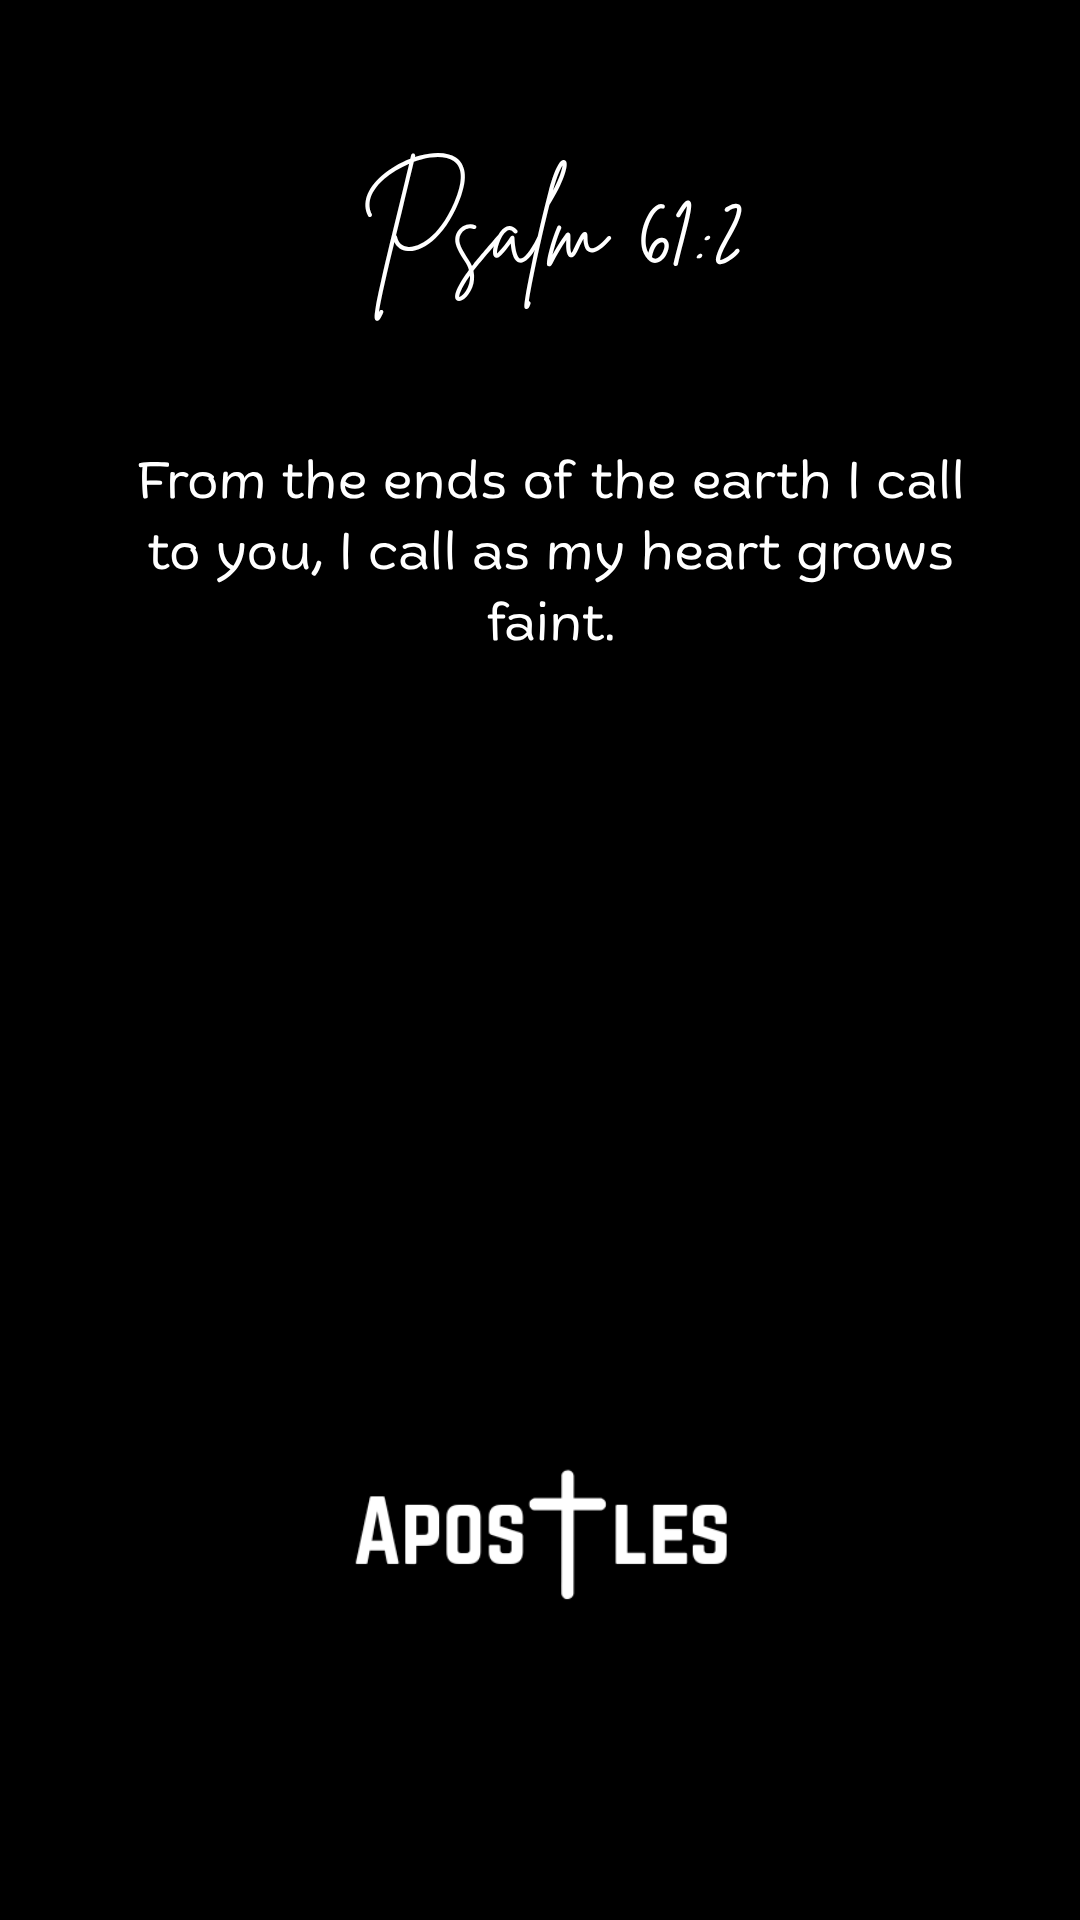 Psalm 61:2
From the ends of the earth I call
to you, I call as my heart grows
faint.
APOSTLES